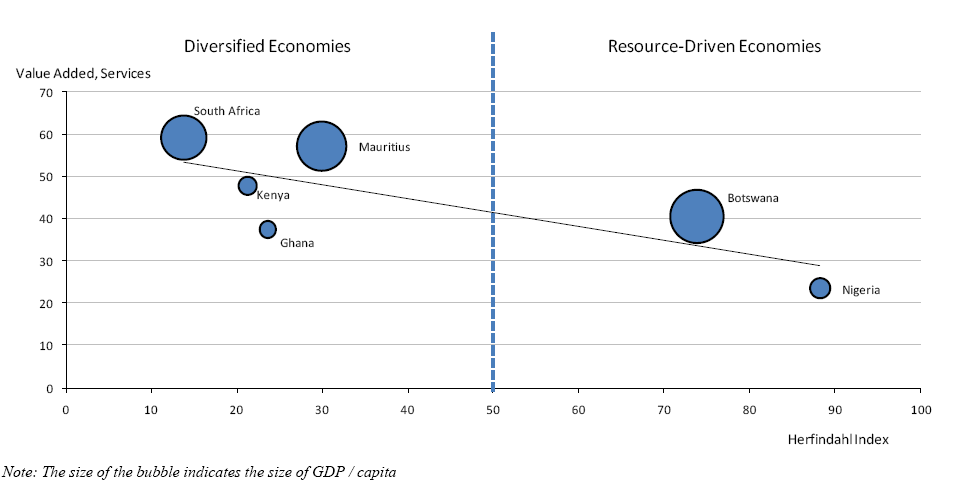 Diversified Economies
Resource-Driven Economies
Value Added, Services
70
60
50
40
30
20
10
0
South Africa
Mauritius
Kenya
Ghana
Botswana
Nigeria
0 10 20 30 40 50 60 70 80 90 100
Herfindahl Index
Note: The size of the bubble indicates the size of GDP / capita